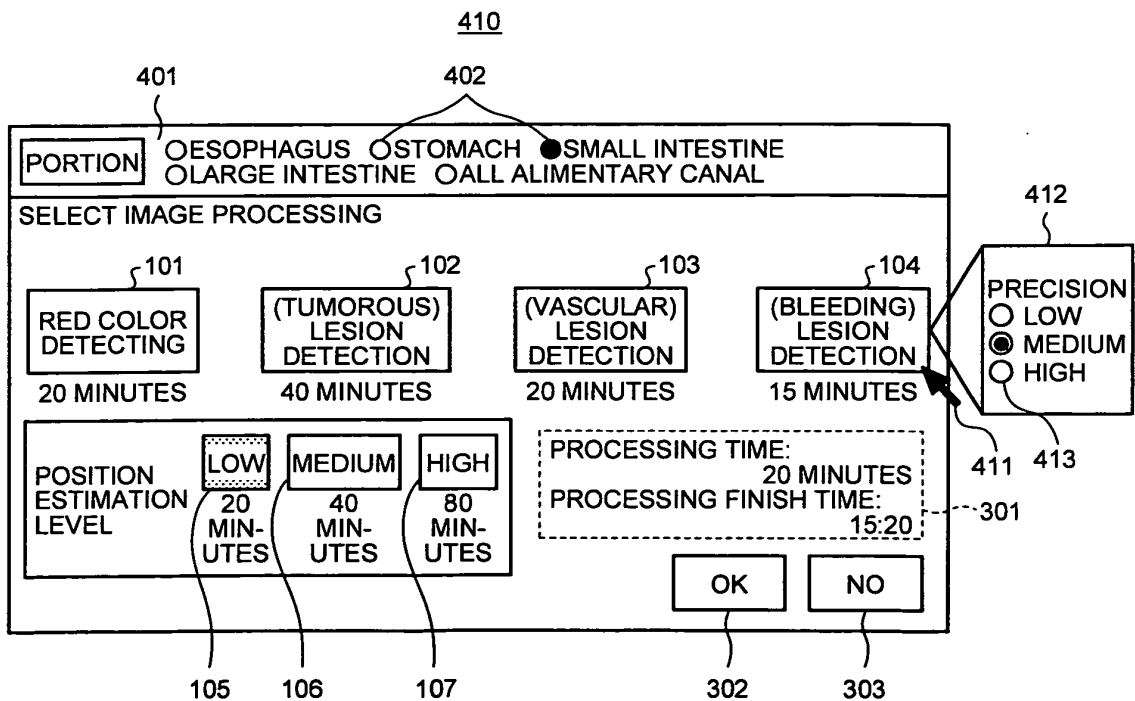 410
401
402
PORTION
○ESOPHAGUS ○STOMACH ●SMALL INTESTINE
○LARGE INTESTINE ○ALL ALIMENTARY CANAL
SELECT IMAGE PROCESSING
412
101
102
103
104
RED COLOR
DETECTING
20 MINUTES
(TUMOROUS)
LESION
DETECTION
40 MINUTES
(VASCULAR)
LESION
DETECTION
20 MINUTES
(BLEEDING)
LESION
DETECTION
15 MINUTES
PRECISION
○ LOW
◉ MEDIUM
○ HIGH
411
413
POSITION
ESTIMATION
LEVEL
LOW
20
MIN-
UTES
MEDIUM
40
MIN-
UTES
HIGH
80
MIN-
UTES
PROCESSING TIME:
20 MINUTES
PROCESSING FINISH TIME:
15:20
301
OK
NO
105
106
107
302
303